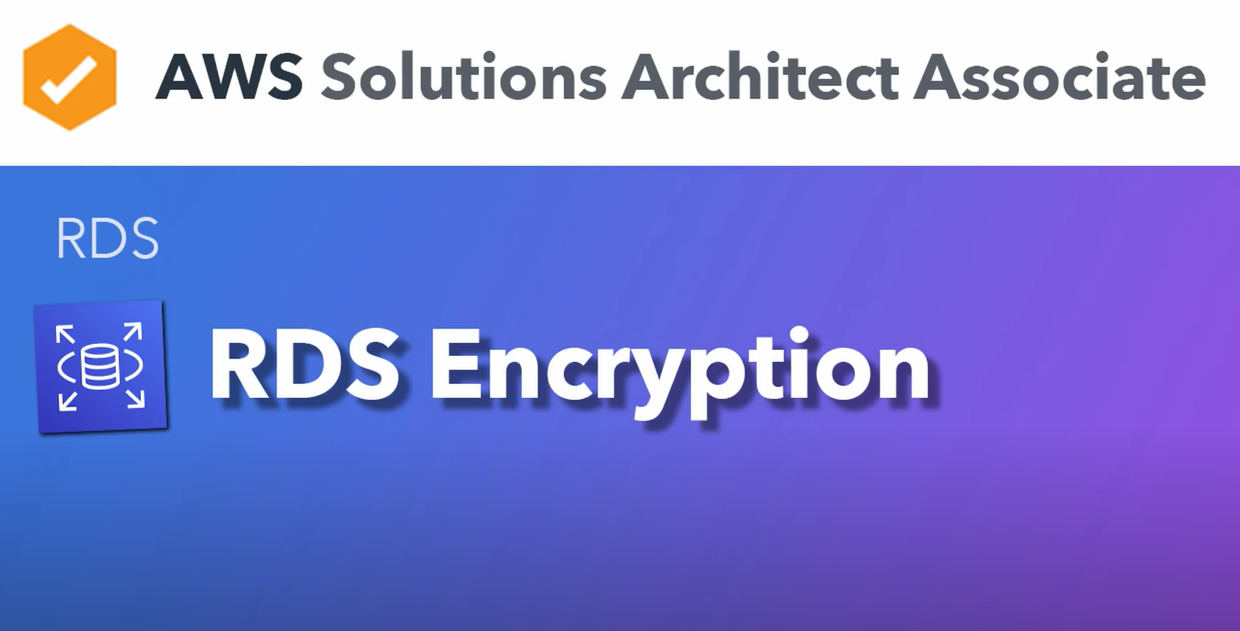 AWS Solutions Architect Associate
RDS
RDS Encryption